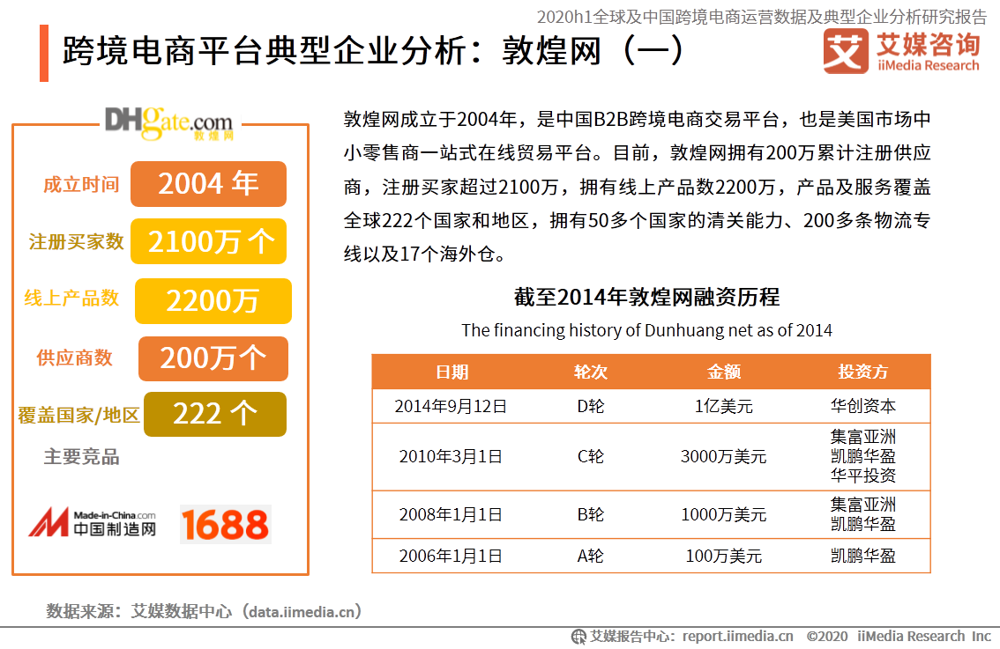 2020h1全球及中国跨境电商运营数据及典型企业分析研究报告
跨境电商平台典型企业分析：敦煌网（一）
艾 艾媒咨询
iiMedia Research
DHgate.com
敦煌网
成立时间 2004 年
注册买家数 2100万 个
线上产品数 2200万
供应商数 200万个
覆盖国家/地区 222 个
主要竞品
Made-in-China.com
中国制造网
1688
敦煌网成立于2004年，是中国B2B跨境电商交易平台，也是美国市场中
小零售商一站式在线贸易平台。目前，敦煌网拥有200万累计注册供应
商，注册买家超过2100万，拥有线上产品数2200万，产品及服务覆盖
全球222个国家和地区，拥有50多个国家的清关能力、200多条物流专
线以及17个海外仓。
截至2014年敦煌网融资历程
The financing history of Dunhuang net as of 2014
日期 轮次 金额 投资方
2014年9月12日 D轮 1亿美元 华创资本
2010年3月1日 C轮 3000万美元 集富亚洲
凯鹏华盈
华平投资
2008年1月1日 B轮 1000万美元 集富亚洲
凯鹏华盈
2006年1月1日 A轮 100万美元 凯鹏华盈
数据来源：艾媒数据中心（data.iimedia.cn）
艾媒报告中心：report.iimedia.cn ©2020 iiMedia Research Inc